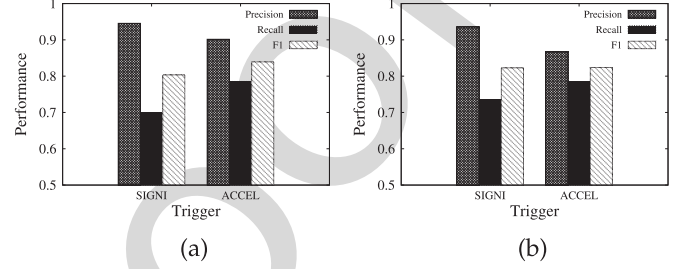 1
0.9
0.8
0.7
0.6
0.5
Performance
Precision
Recall
F1
SIGNI ACCEL
Trigger
(a)
1
0.9
0.8
0.7
0.6
0.5
Performance
Precision
Recall
F1
SIGNI ACCEL
Trigger
(b)